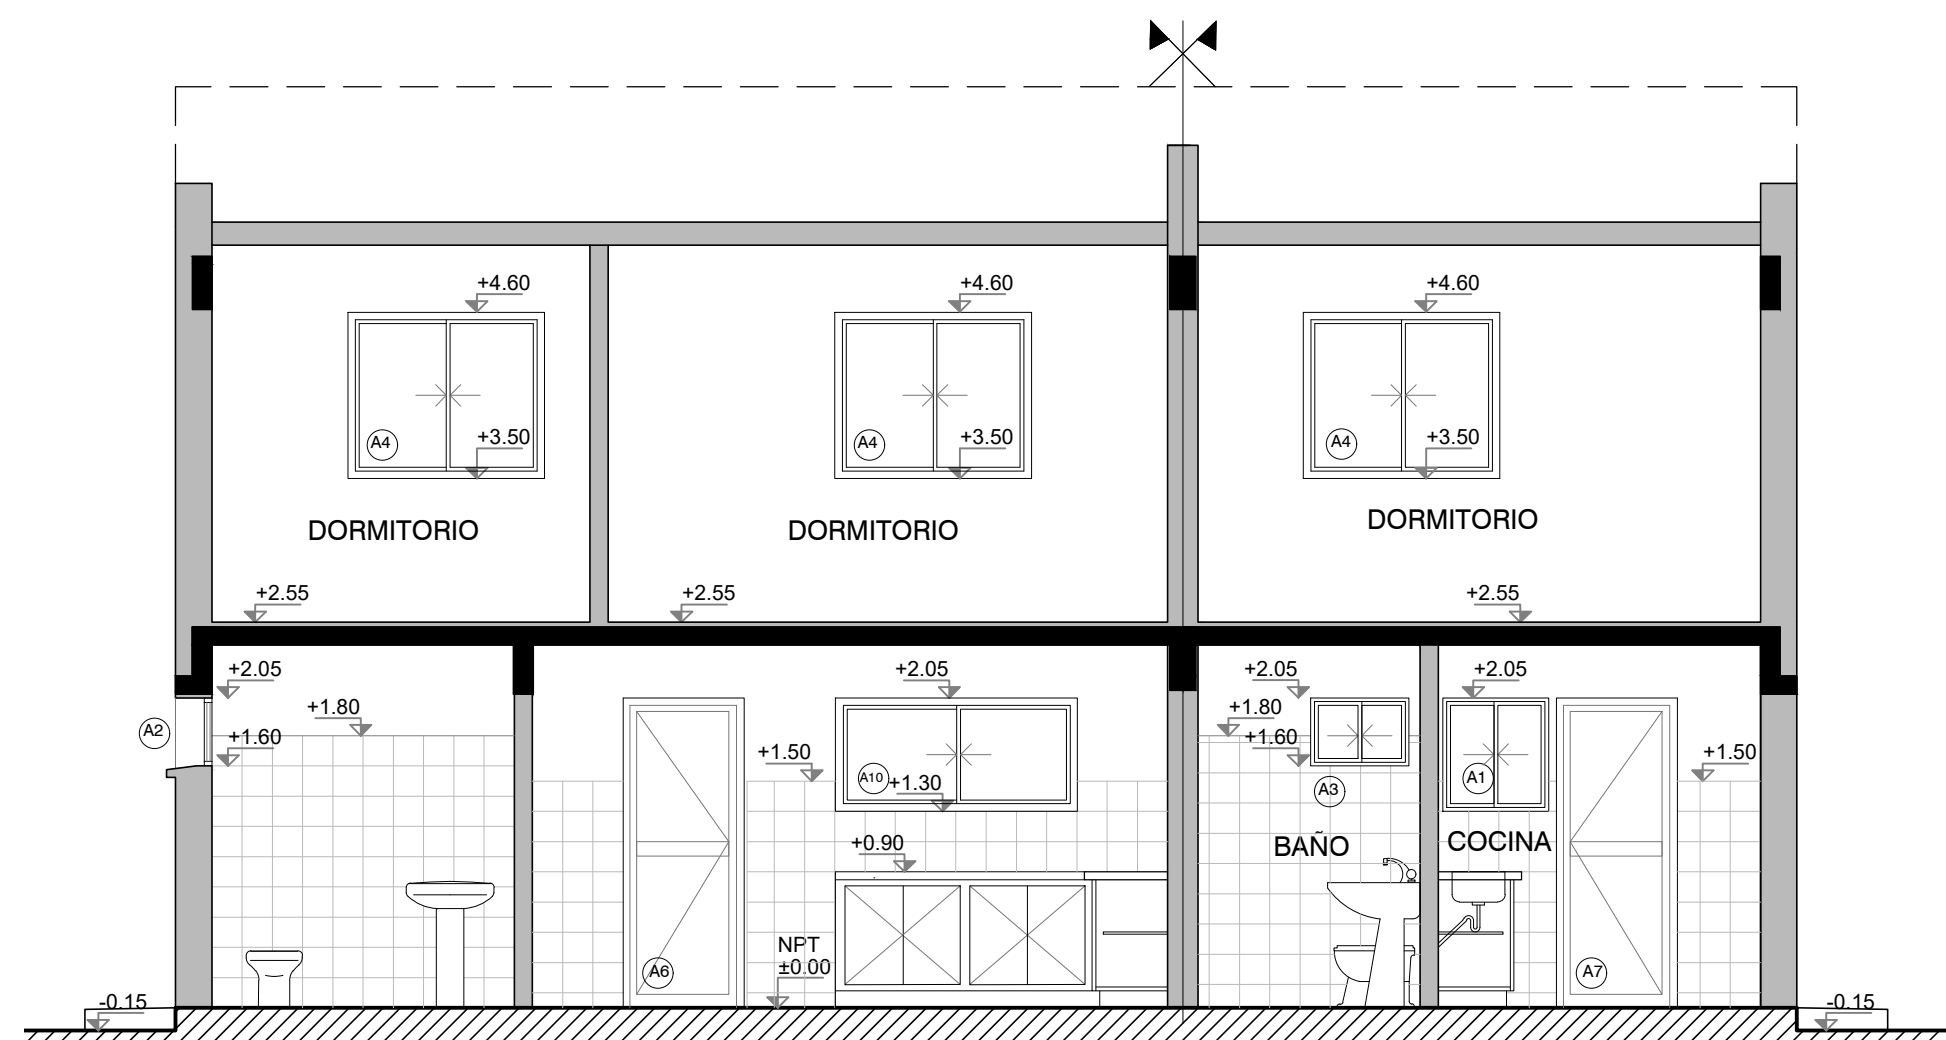 +4.60
+4.60
+4.60
A4
+3.50
A4
+3.50
A4
+3.50
DORMITORIO
DORMITORIO
DORMITORIO
+2.55
+2.55
+2.55
+2.05
+2.05
+2.05
+2.05
A2
+1.80
+1.80
+1.60
+1.60
+1.50
+1.50
A10
+1.30
A3
A1
+0.90
BAÑO
COCINA
NPT
±0.00
A6
A7
-0.15
-0.15